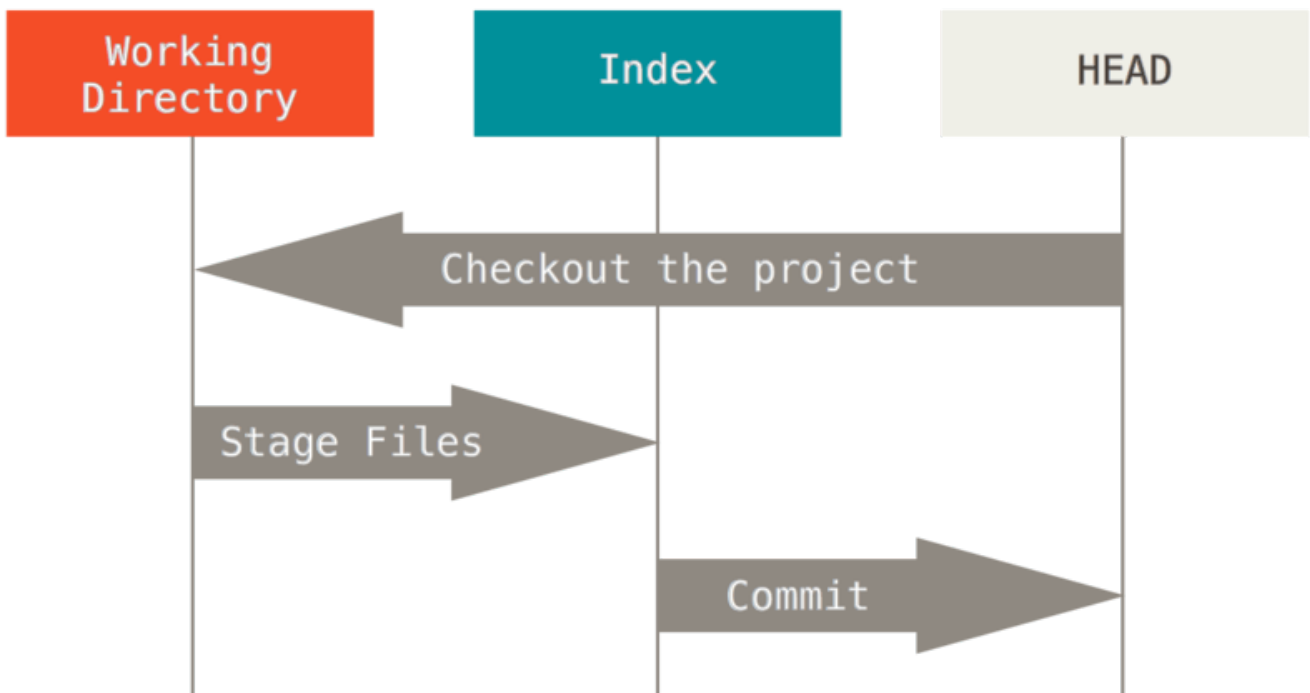 Working
Directory
Index
HEAD
Checkout the project
Stage Files
Commit